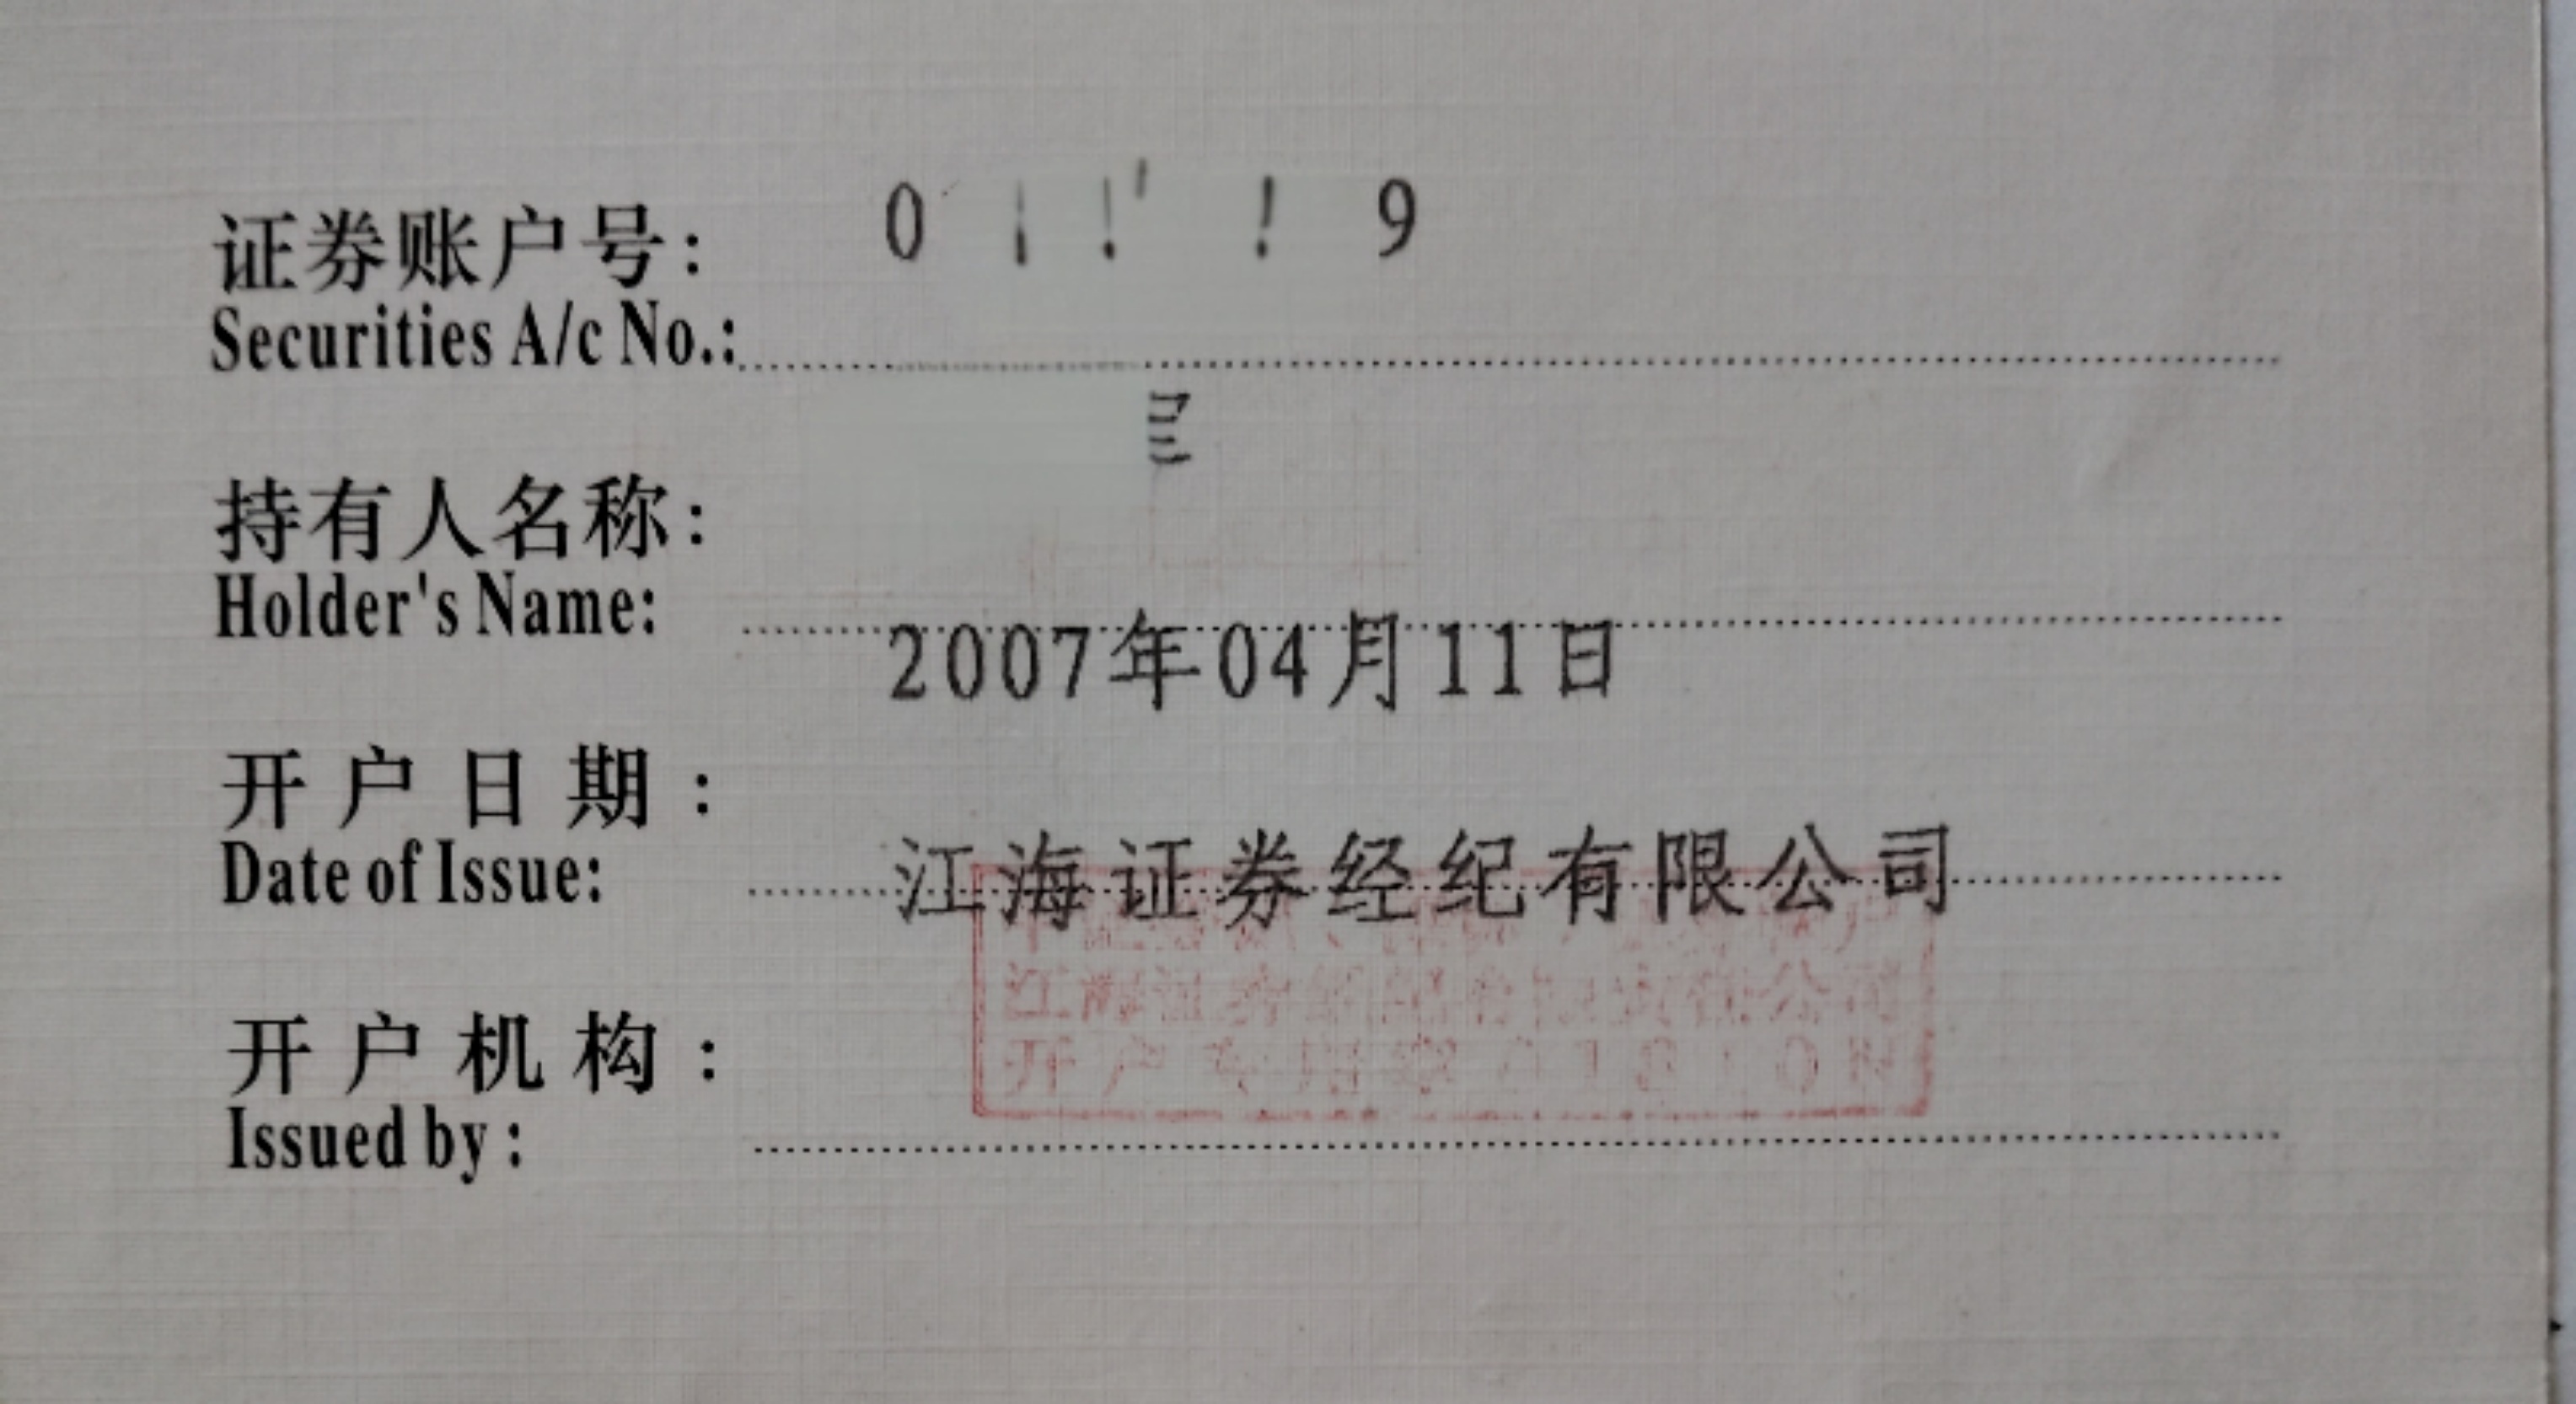 证券账户号：
Securities A/c No.:
持有人名称：
Holder's Name:
2007年04月11日
开户日期：
Date of Issue:
江海证券经纪有限公司
开户机构：
Issued by :